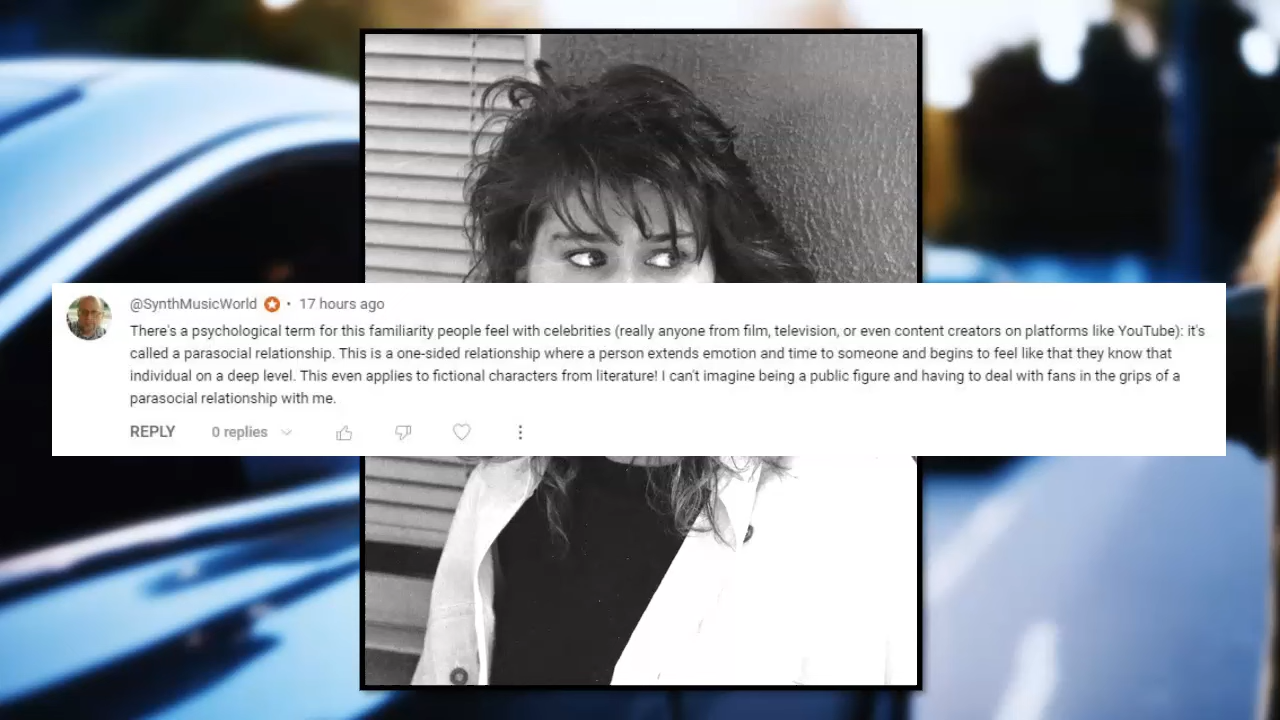 @SynthMusicWorld • 17 hours ago
There's a psychological term for this familiarity people feel with celebrities (really anyone from film, television, or even content creators on platforms like YouTube): it's
called a parasocial relationship. This is a one-sided relationship where a person extends emotion and time to someone and begins to feel like that they know that
individual on a deep level. This even applies to fictional characters from literature! I can't imagine being a public figure and having to deal with fans in the grips of a
parasocial relationship with me.
REPLY 0 replies